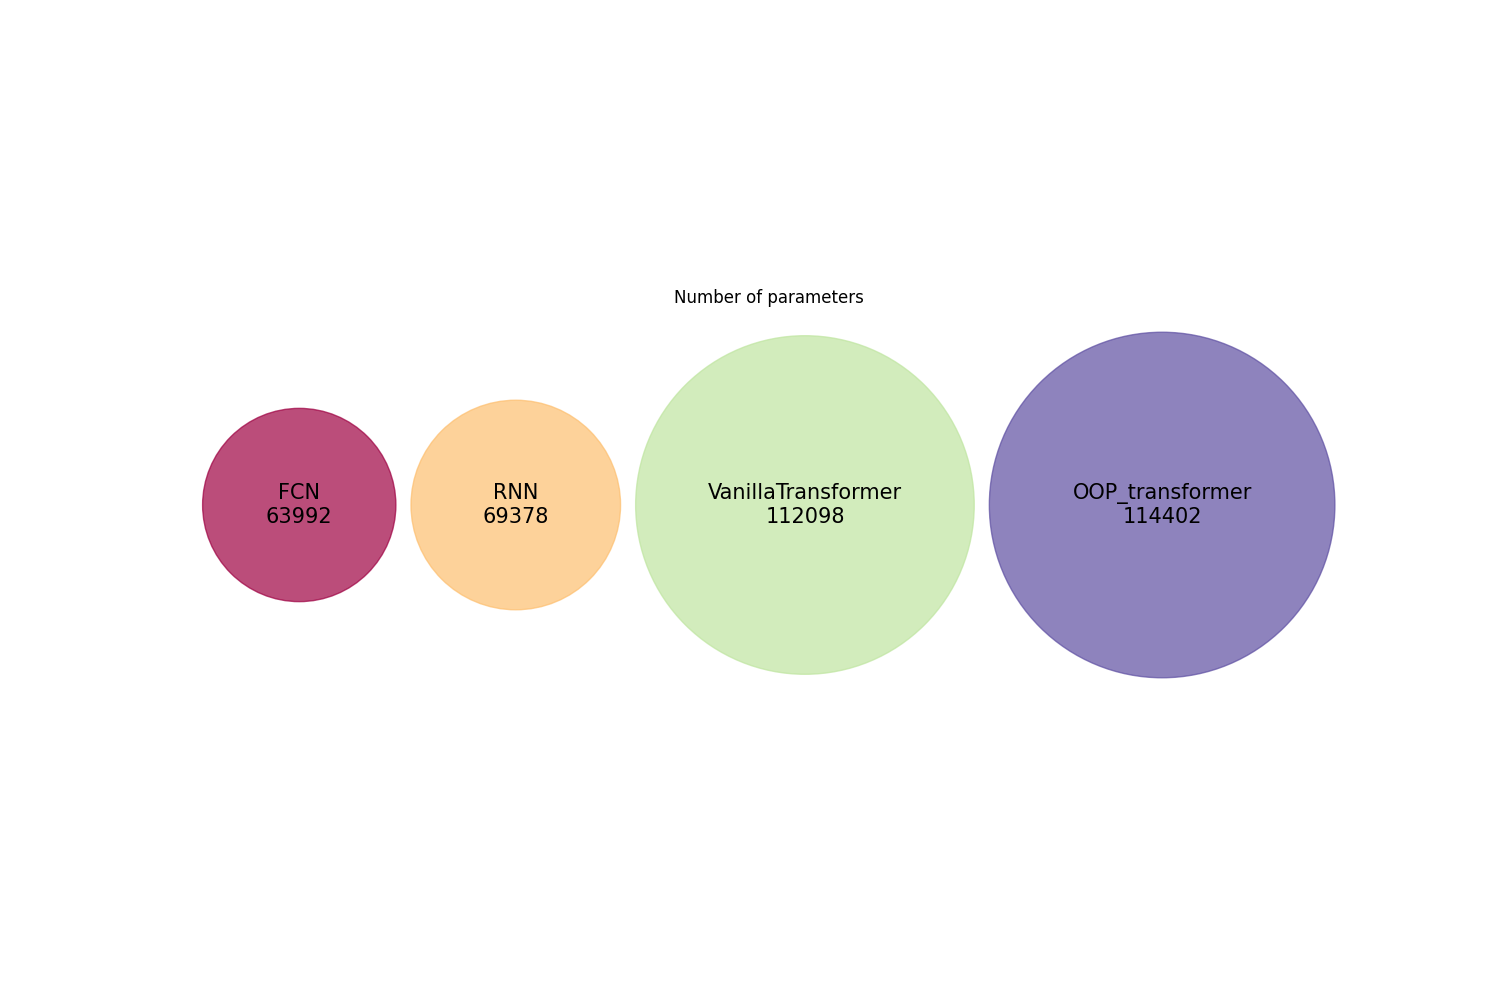 Number of parameters
FCN
63992
RNN
69378
VanillaTransformer
112098
OOP_transformer
114402